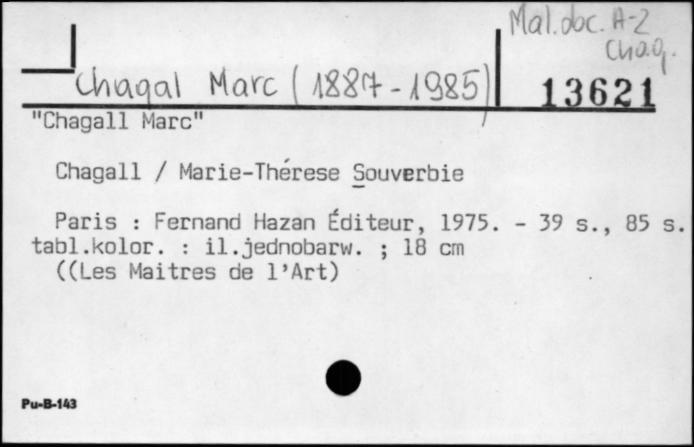 Mal.doc. A-2
Chag.
Chagal Marc (1887-1985)
13621
"Chagall Marc"
Chagall / Marie-Thérese Souverbie
Paris : Fernand Hazan Éditeur, 1975. - 39 s., 85 s.
tabl.kolor. : il.jednobarw. ; 18 cm
((Les Maitres de l'Art)
Pu-B-143